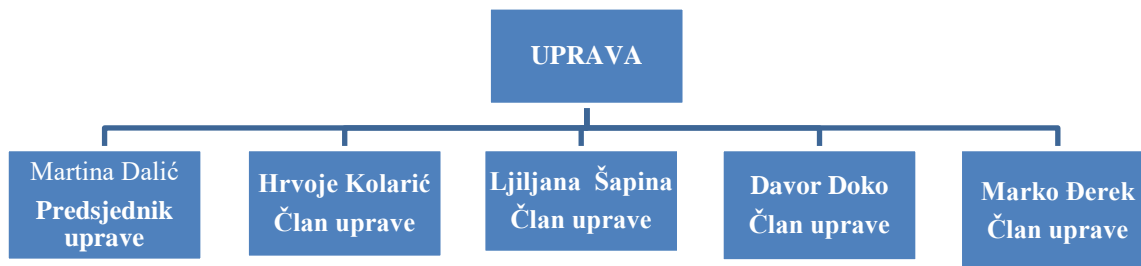 UPRAVA
Martina Dalić
Predsjednik
uprave
Hrvoje Kolarić
Član uprave
Ljiljana Šapina
Član uprave
Davor Doko
Član uprave
Marko Đerek
Član uprave